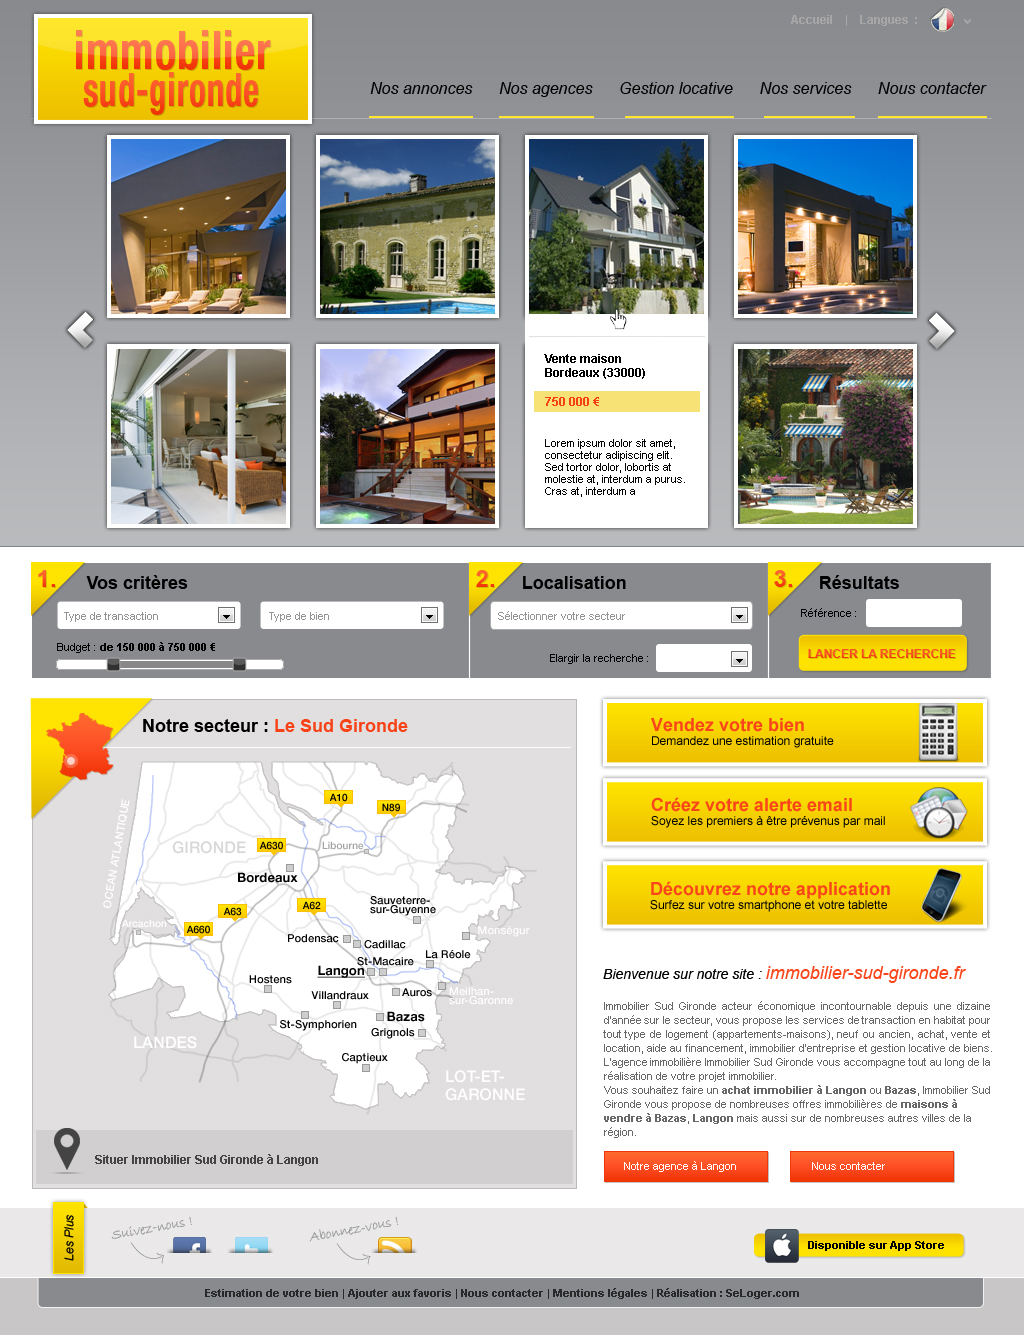 Accueil | Langues :
immobilier
sud-gironde
Nos annonces Nos agences Gestion locative Nos services Nous contacter
Vente maison
Bordeaux (33000)
750 000 €
Lorem ipsum dolor sit amet,
consectetur adipiscing elit.
Sed tortor dolor, lobortis at
molestie at, interdum a purus.
Cras at, interdum a
1. Vos critères
Type de transaction
Type de bien
Budget : de 150 000 à 750 000 €
2. Localisation
Sélectionner votre secteur
Elargir la recherche :
3. Résultats
Référence :
LANCER LA RECHERCHE
Notre secteur : Le Sud Gironde
OCEAN ATLANTIQUE
A10
N89
GIRONDE
A630
Libourne
Bordeaux
A62
Sauveterre-
sur-Guyenne
A63
Arcachon
A660
Monségur
Podensac
Cadillac
La Réole
St-Macaire
Langon
Hostens
Auros
Meilhan-
sur-Garonne
Villandraux
Bazas
St-Symphorien
Grignols
LANDES
Captieux
LOT-ET-
GARONNE
Situer Immobilier Sud Gironde à Langon
Vendez votre bien
Demandez une estimation gratuite
Créez votre alerte email
Soyez les premiers à être prévenus par mail
Découvrez notre application
Surfez sur votre smartphone et votre tablette
Bienvenue sur notre site : immobilier-sud-gironde.fr
Immobilier Sud Gironde acteur économique incontournable depuis une dizaine
d'année sur le secteur, vous propose les services de transaction en habitat pour
tout type de logement (appartements-maisons), neuf ou ancien, achat, vente et
location, aide au financement, immobilier d'entreprise et gestion locative de biens.
L'agence immobilière Immobilier Sud Gironde vous accompagne tout au long de la
réalisation de votre projet immobilier.
Vous souhaitez faire un achat immobilier à Langon ou Bazas, Immobilier Sud
Gironde vous propose de nombreuses offres immobilières de maisons à
vendre à Bazas, Langon mais aussi sur de nombreuses autres villes de la
région.
Notre agence à Langon
Nous contacter
Les Plus
Suivez-nous !
Abonnez-vous !
Disponible sur App Store
Estimation de votre bien | Ajouter aux favoris | Nous contacter | Mentions légales | Réalisation : SeLoger.com